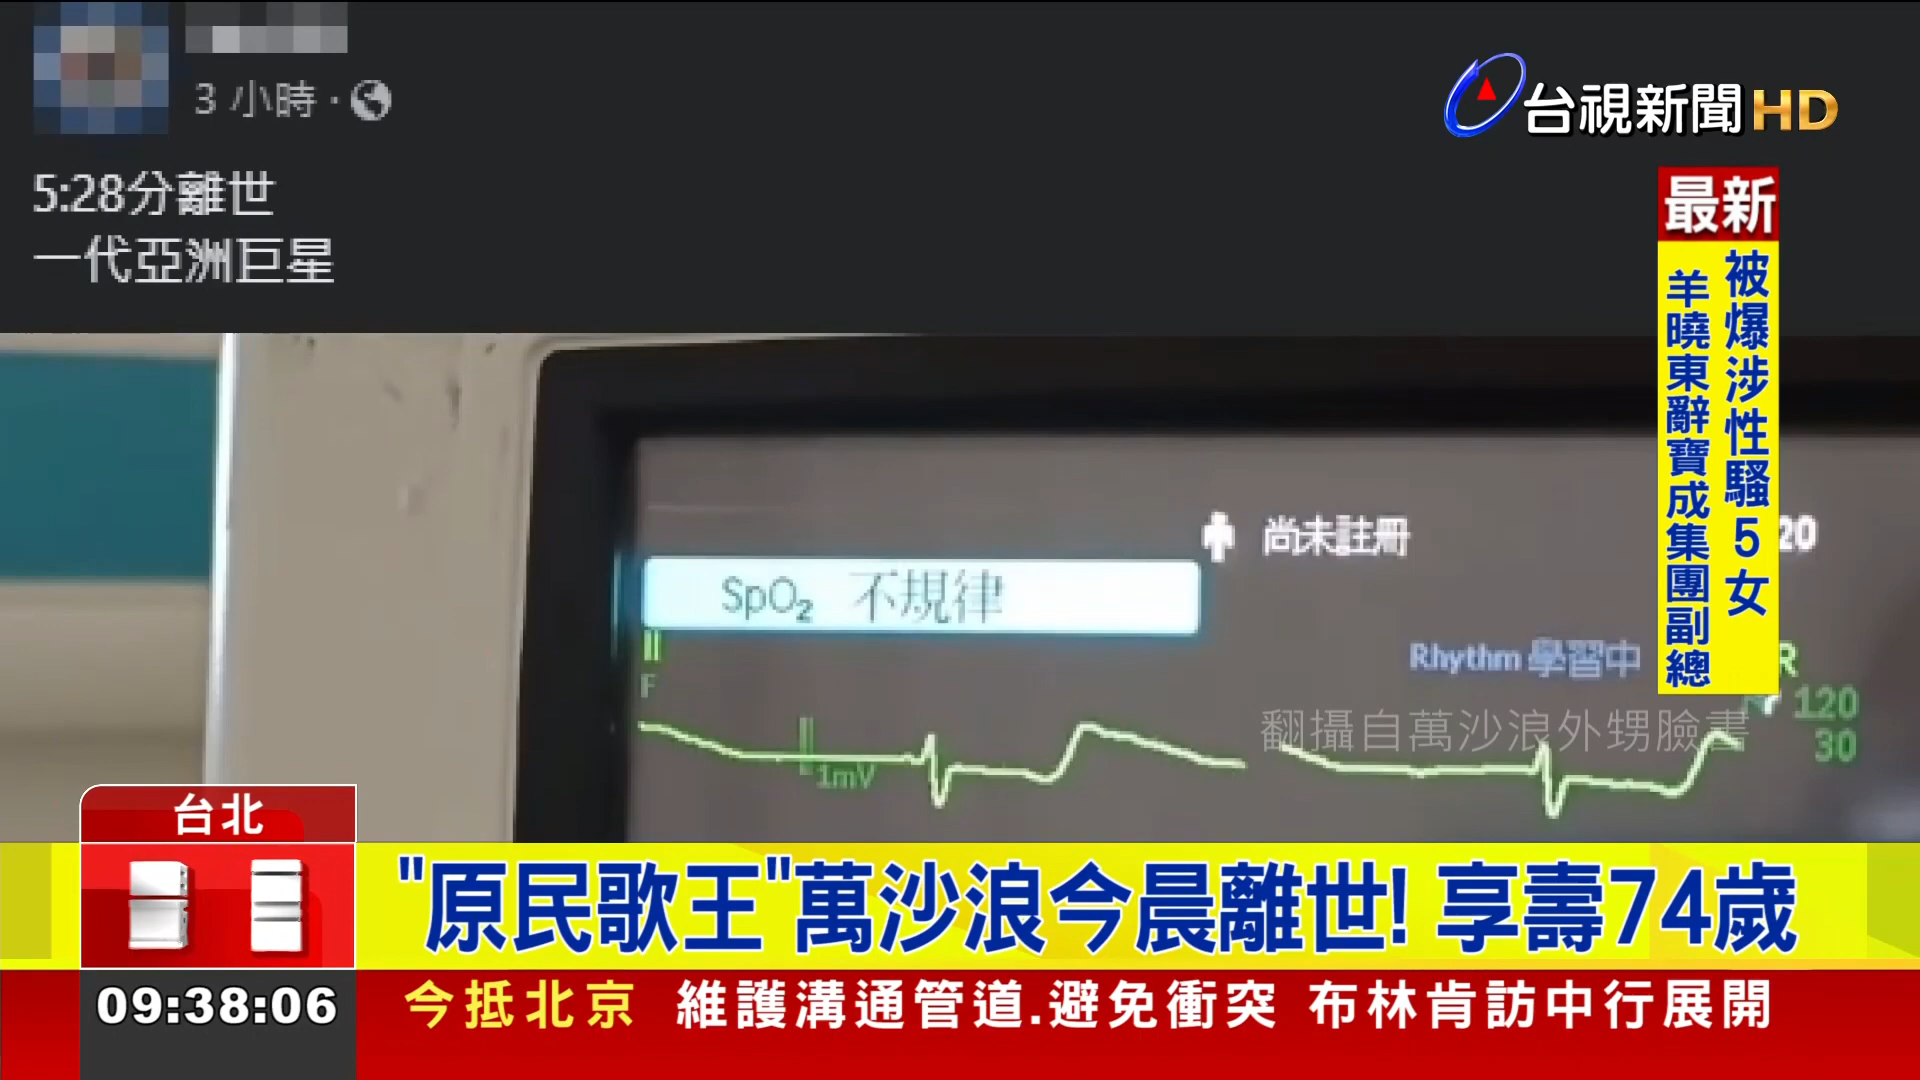 3 小時
5:28分離世
一代亞洲巨星
台視新聞HD
最新
被爆涉性騷5女
羊曉東辭寶成集團副總
尚未註冊
20
SpO₂ 不規律
Rhythm 學習中
R
F
120
30
1mV
翻攝自萬沙浪外甥臉書
台北
"原民歌王"萬沙浪今晨離世! 享壽74歲
09:38:06
今抵北京 維護溝通管道.避免衝突 布林肯訪中行展開